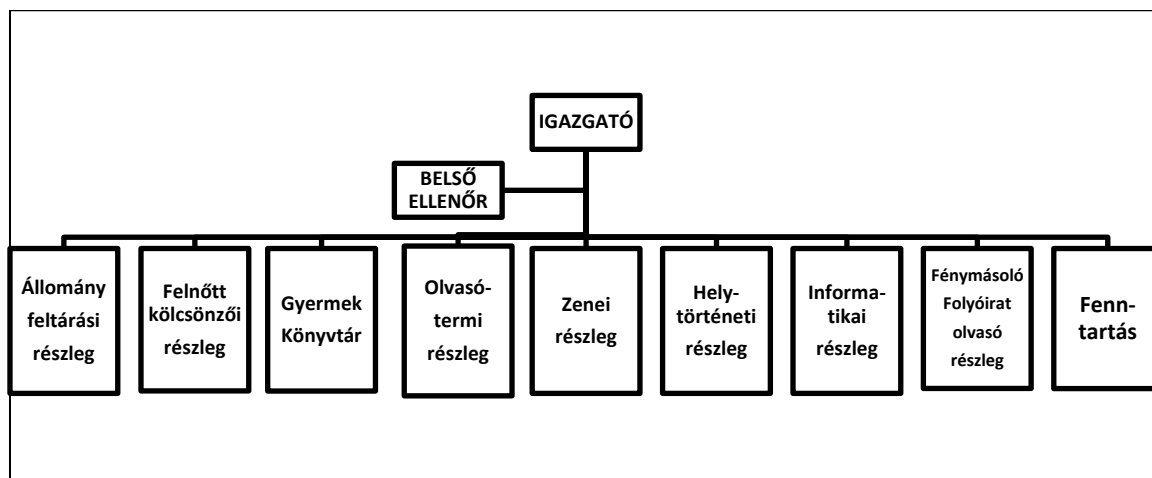 IGAZGATÓ
BELSŐ
ELLENŐR
Állomány
feltárási
részleg
Felnőtt
kölcsönzői
részleg
Gyermek
Könyvtár
Olvasó-
termi
részleg
Zenei
részleg
Hely-
történeti
részleg
Informa-
tikai
részleg
Fénymásoló
Folyóirat
olvasó
részleg
Fenn-
tartás